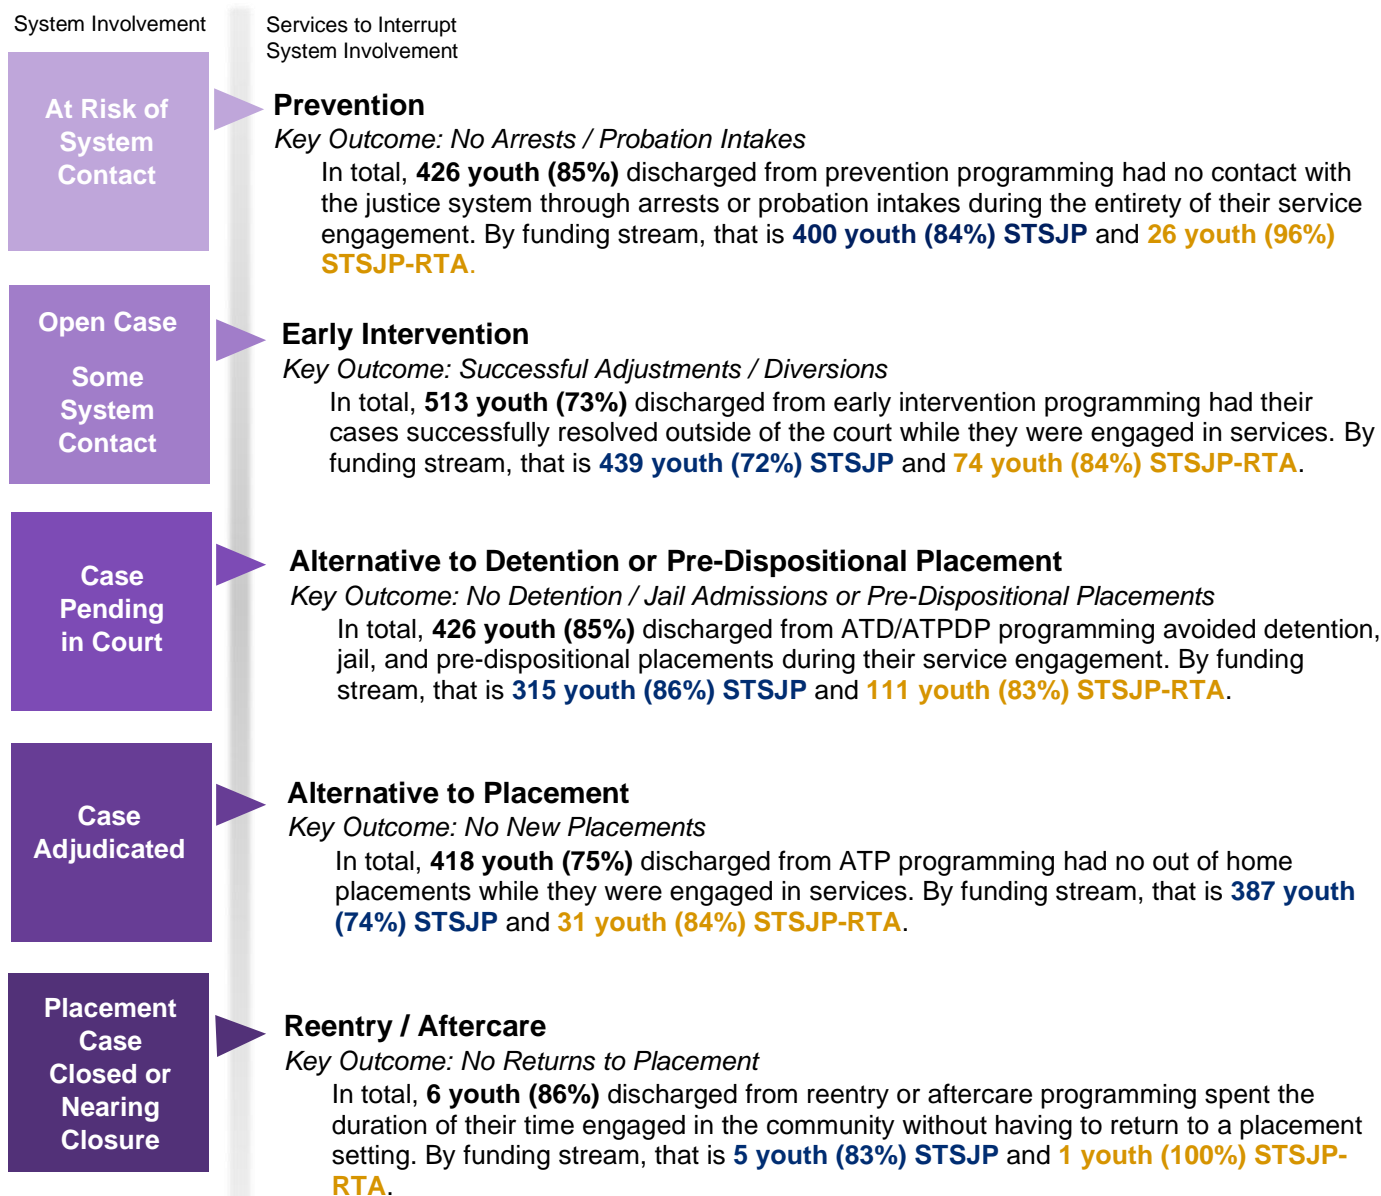 System Involvement
Services to Interrupt
System Involvement
At Risk of
System
Contact
Prevention
Key Outcome: No Arrests / Probation Intakes
In total, 426 youth (85%) discharged from prevention programming had no contact with
the justice system through arrests or probation intakes during the entirety of their service
engagement. By funding stream, that is 400 youth (84%) STSJP and 26 youth (96%)
STSJP-RTA.
Open Case
Some
System
Contact
Early Intervention
Key Outcome: Successful Adjustments / Diversions
In total, 513 youth (73%) discharged from early intervention programming had their
cases successfully resolved outside of the court while they were engaged in services. By
funding stream, that is 439 youth (72%) STSJP and 74 youth (84%) STSJP-RTA.
Case
Pending
in Court
Alternative to Detention or Pre-Dispositional Placement
Key Outcome: No Detention / Jail Admissions or Pre-Dispositional Placements
In total, 426 youth (85%) discharged from ATD/ATPDP programming avoided detention,
jail, and pre-dispositional placements during their service engagement. By funding
stream, that is 315 youth (86%) STSJP and 111 youth (83%) STSJP-RTA.
Case
Adjudicated
Alternative to Placement
Key Outcome: No New Placements
In total, 418 youth (75%) discharged from ATP programming had no out of home
placements while they were engaged in services. By funding stream, that is 387 youth
(74%) STSJP and 31 youth (84%) STSJP-RTA.
Placement
Case
Closed or
Nearing
Closure
Reentry / Aftercare
Key Outcome: No Returns to Placement
In total, 6 youth (86%) discharged from reentry or aftercare programming spent the
duration of their time engaged in the community without having to return to a placement
setting. By funding stream, that is 5 youth (83%) STSJP and 1 youth (100%) STSJP-
RTA.